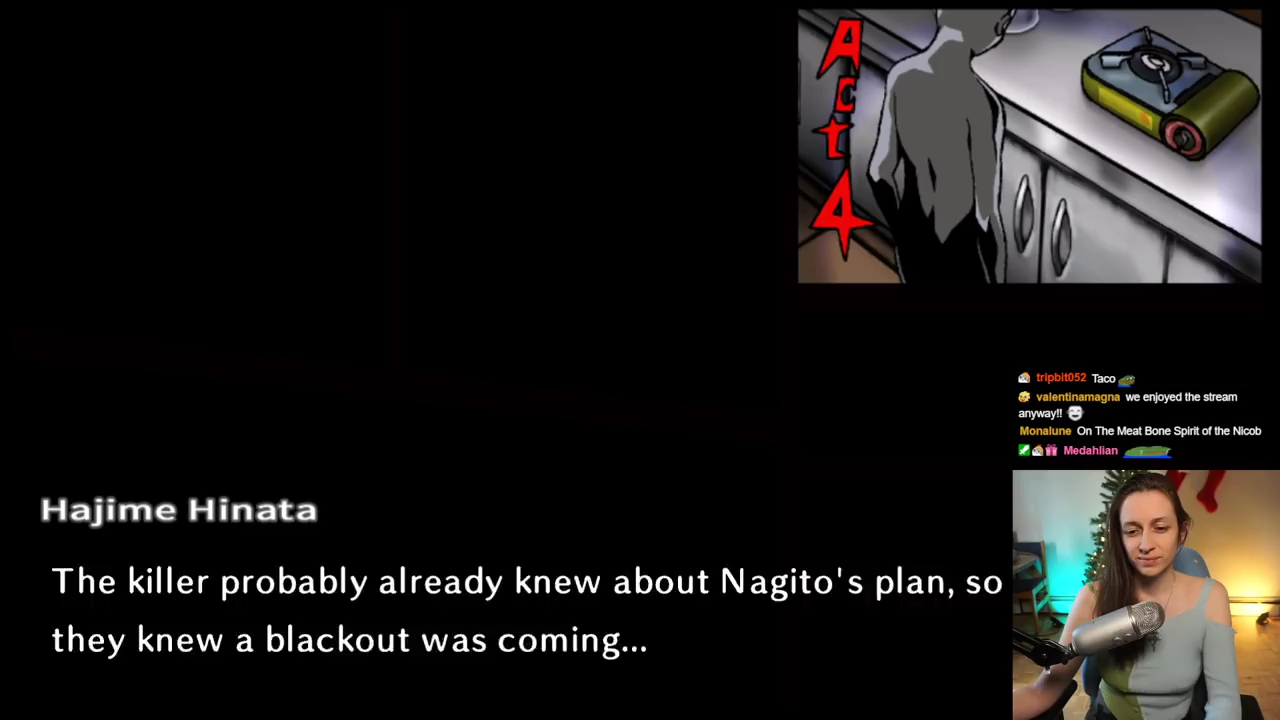 Act 4
tripbit052 Taco
valentinamagna we enjoyed the stream
anyway!!
Monalune On The Meat Bone Spirit of the Nicob
Medahlian
Hajime Hinata
The killer probably already knew about Nagito's plan, so
they knew a blackout was coming...